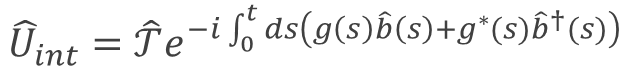 Û_int = 𝒯̂ e^{-i ∫_0^t ds(g(s)b̂(s)+g*(s)b̂†(s))}